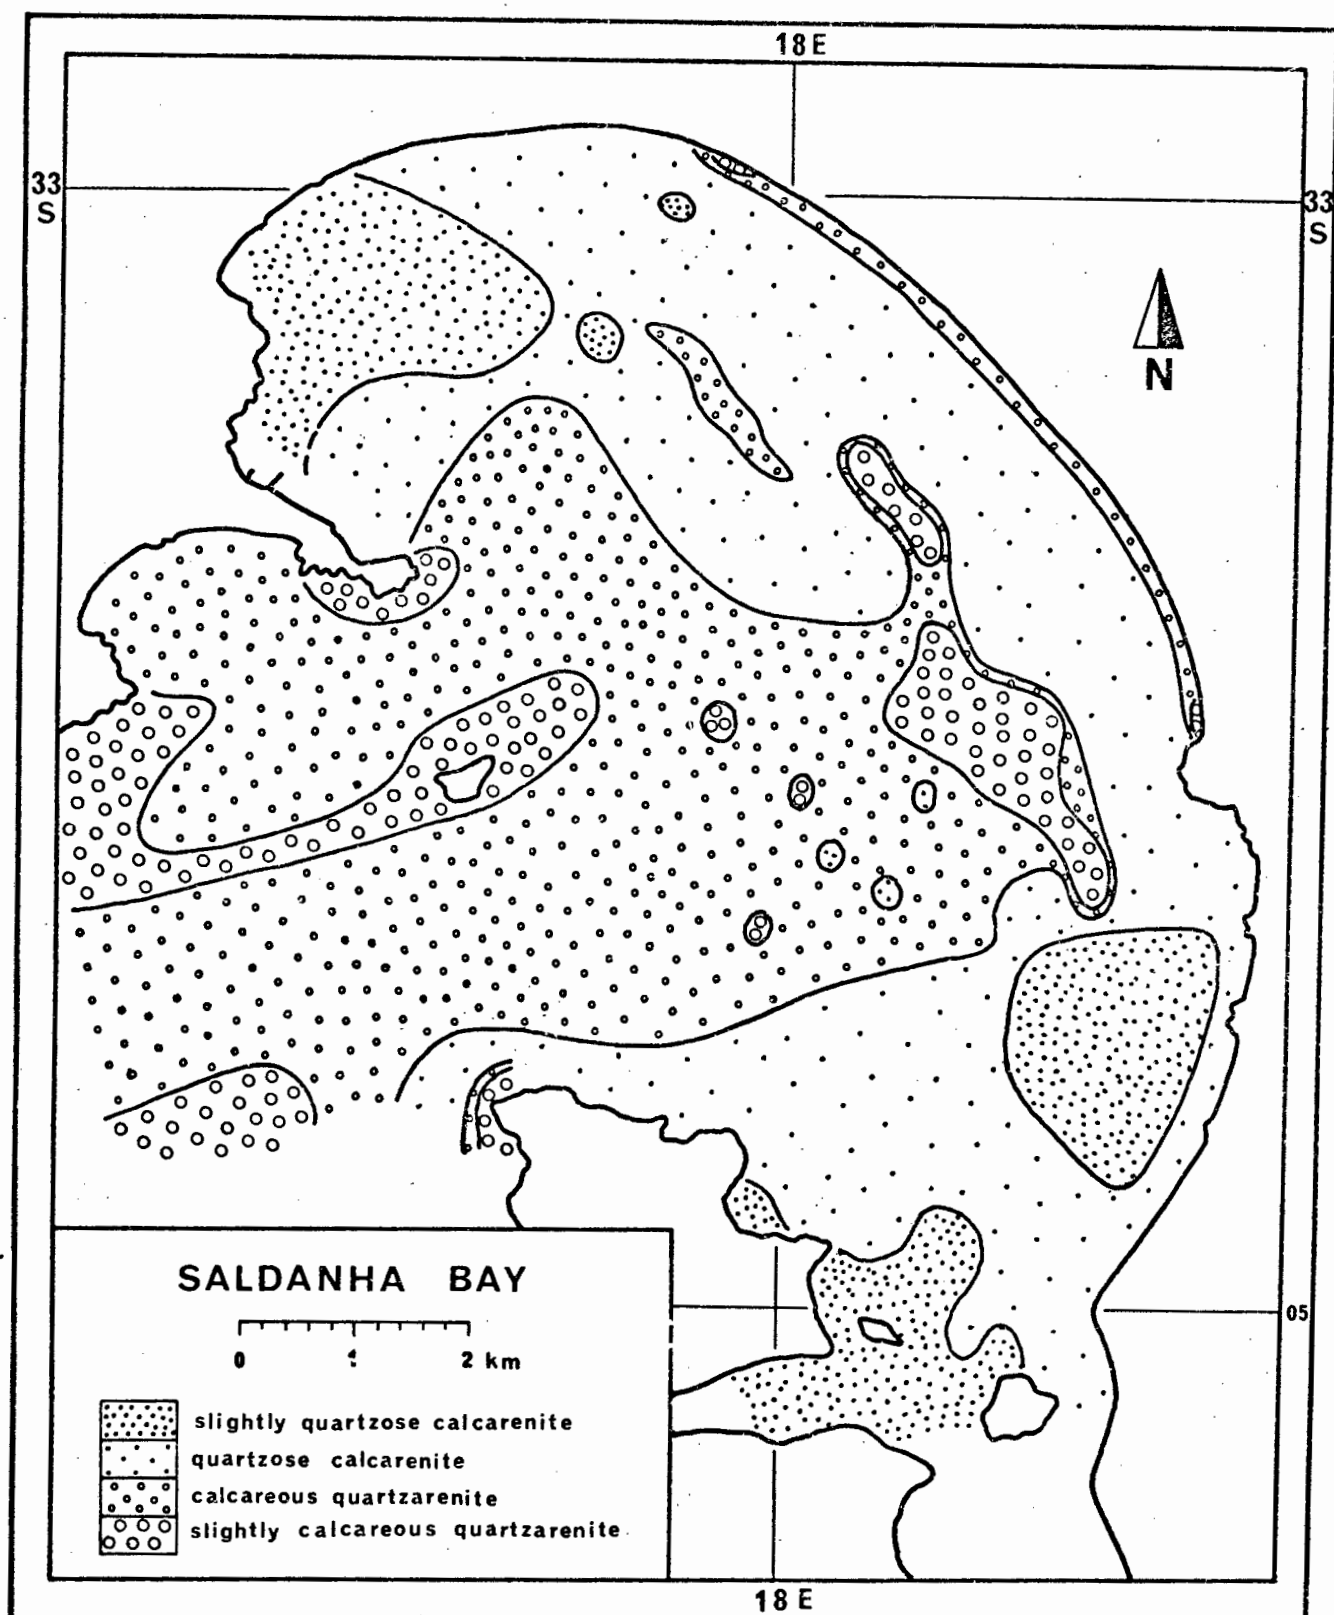 18E
33
S
33
S
N
SALDANHA BAY
0 1 2 km
slightly quartzose calcarenite
quartzose calcarenite
calcareous quartzarenite
slightly calcareous quartzarenite
05
18E